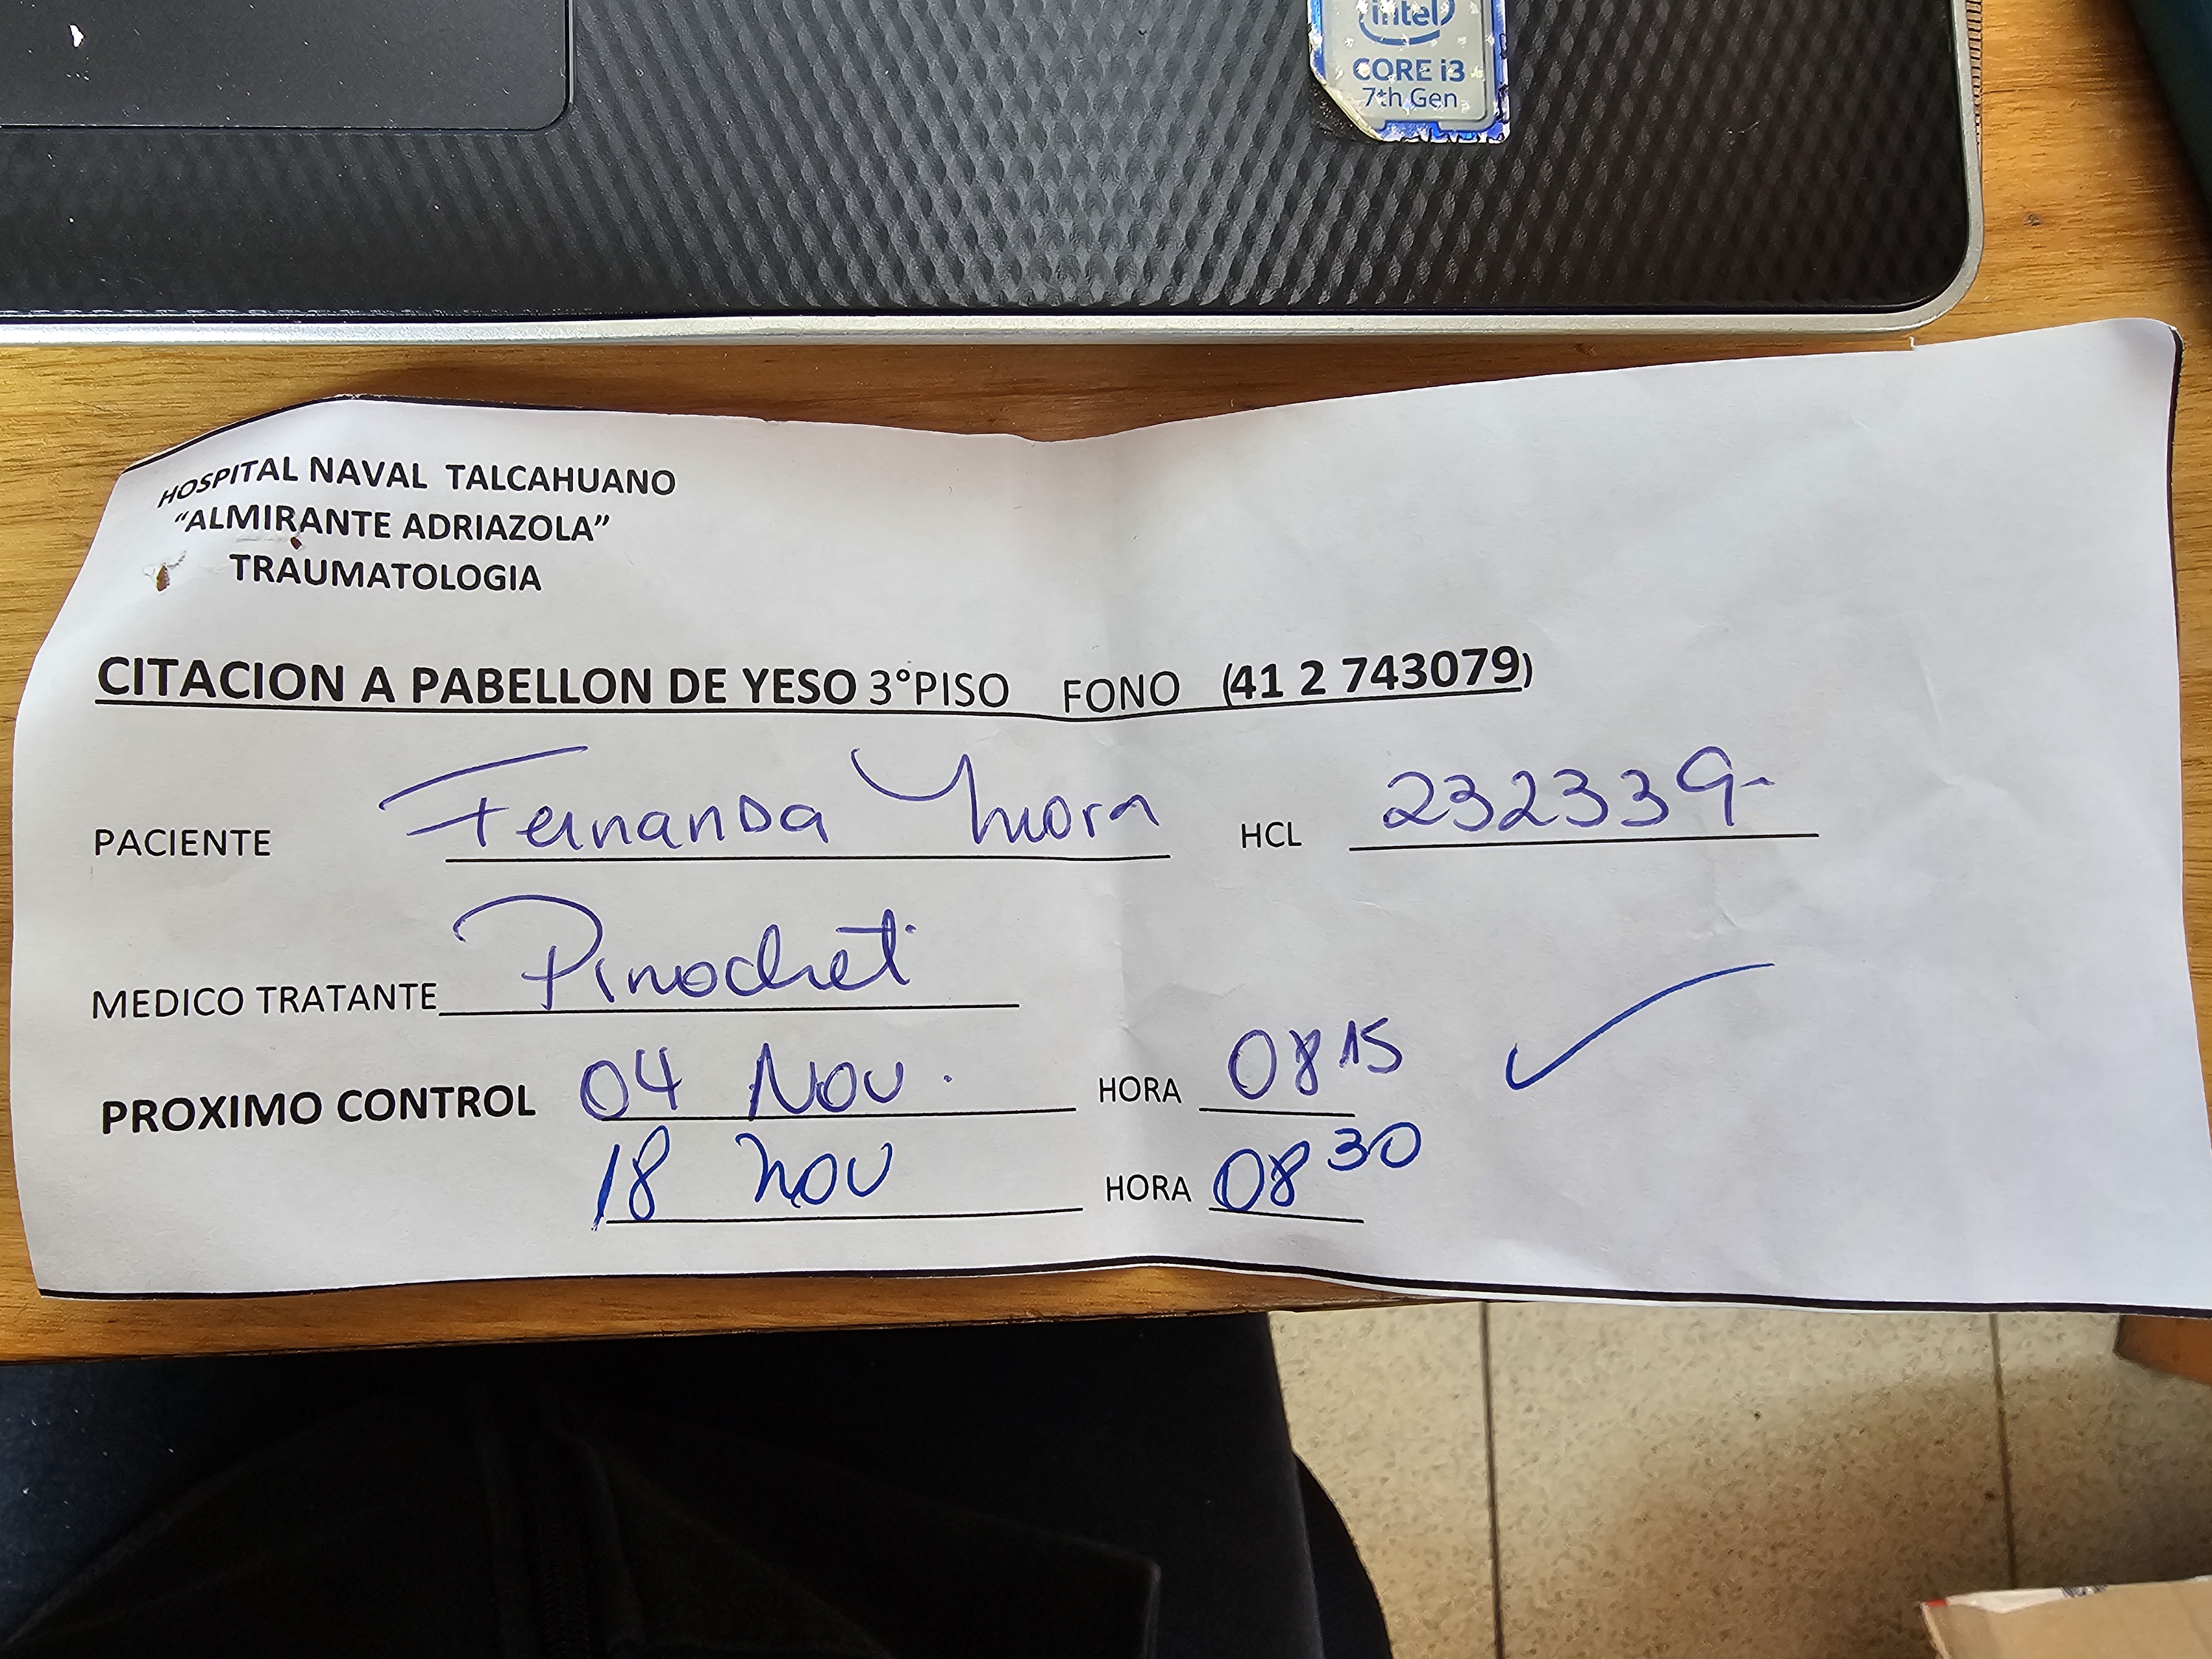 intel
CORE i3
7th Gen
HOSPITAL NAVAL TALCAHUANO
“ALMIRANTE ADRIAZOLA”
TRAUMATOLOGIA
CITACION A PABELLON DE YESO 3°PISO FONO (41 2 743079)
PACIENTE Fernanda Mora HCL 232339-
MEDICO TRATANTE Pinochet
PROXIMO CONTROL 04 Nov. HORA 0815
18 nov HORA 0830